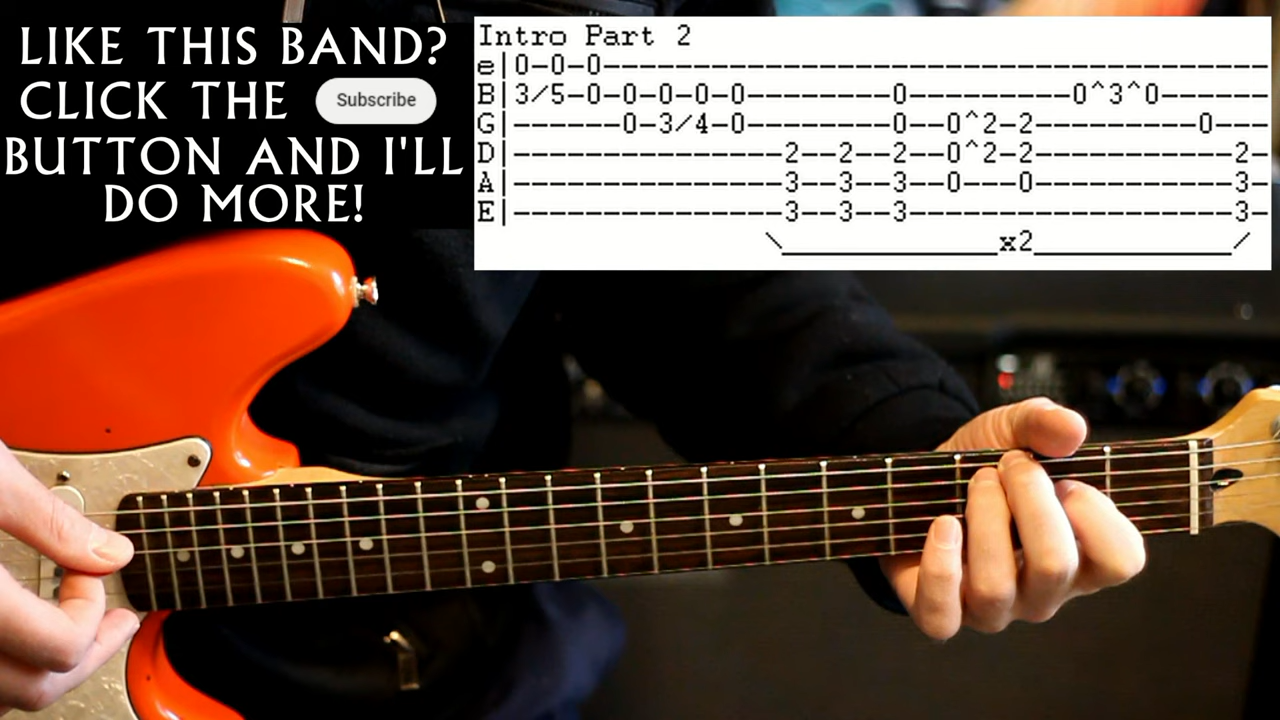 LIKE THIS BAND?
CLICK THE Subscribe
BUTTON AND I'LL
DO MORE!
Intro Part 2
e|0-0-0-------------------------------------
B|3/5-0-0-0-0-0--------0---------0^3^0------
G|------0-3/4-0--------0--0^2-2---------0---
D|---------------2--2--2--0^2-2-----------2-
A|---------------3--3--3--0---0-----------3-
E|---------------3--3--3------------------3-
\____________x2___________/